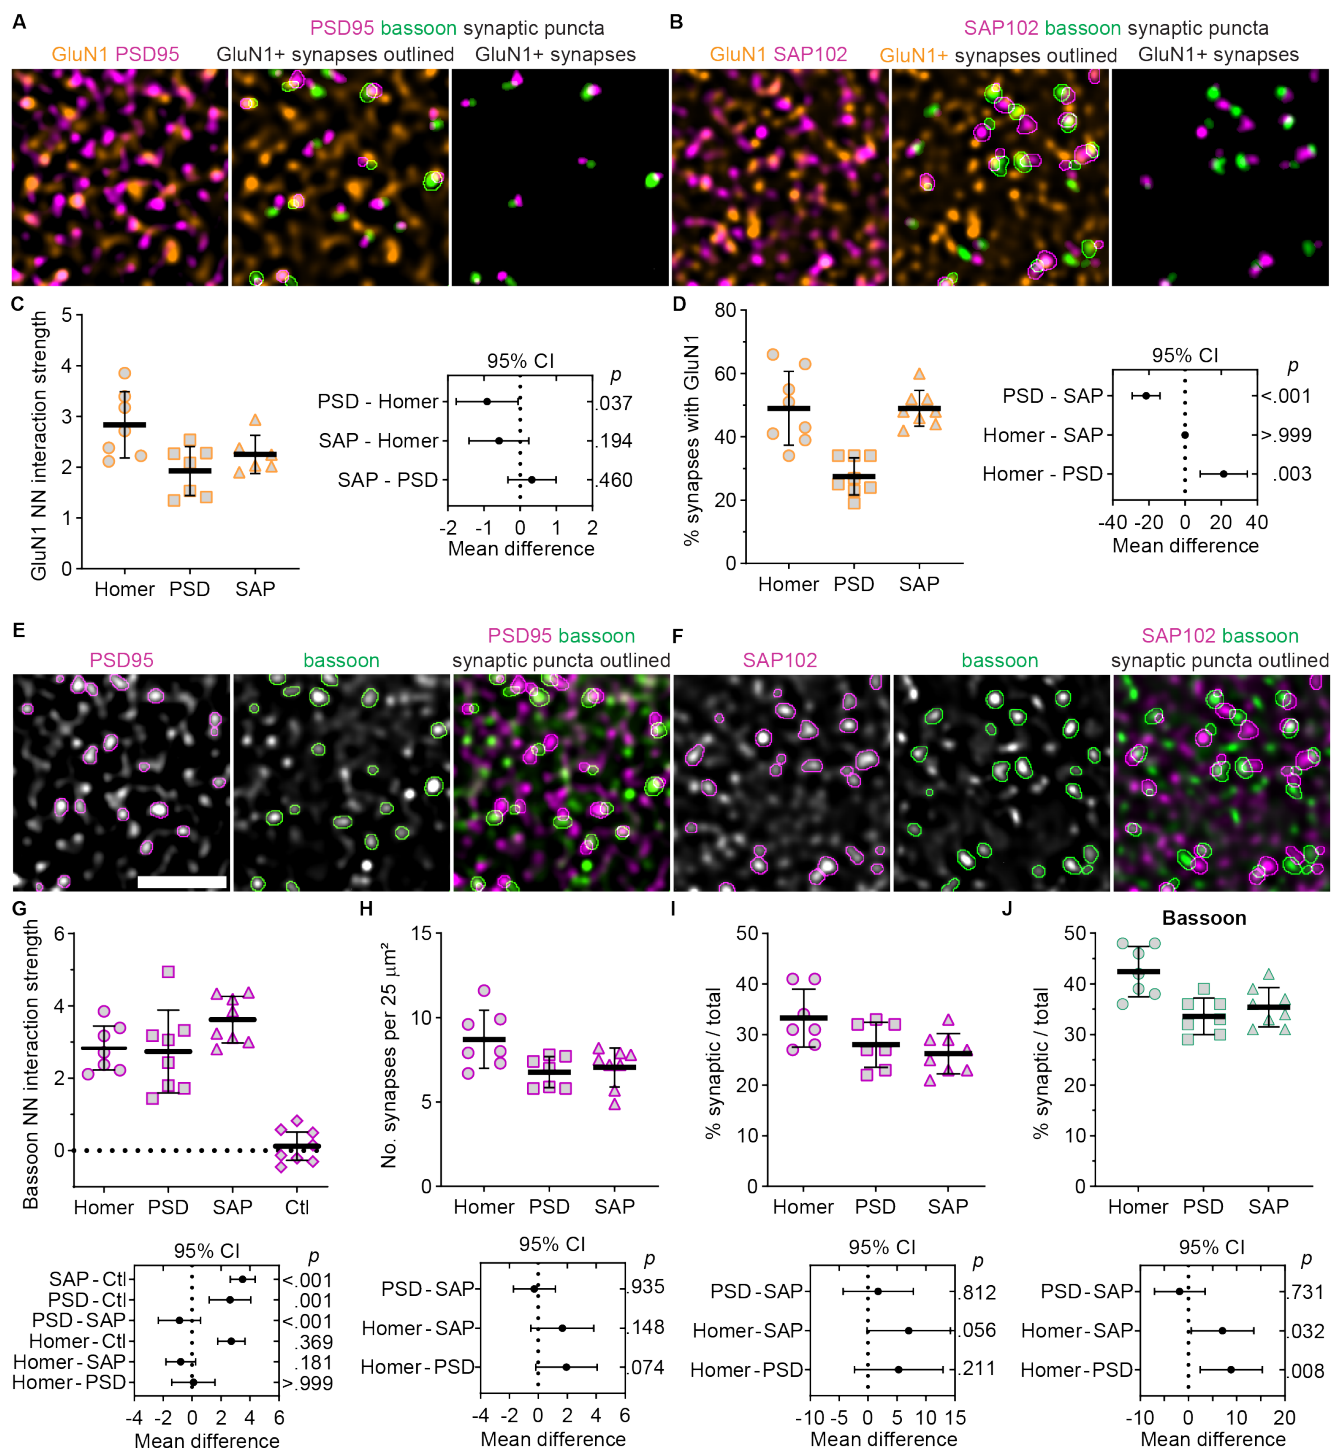 A
PSD95 bassoon synaptic puncta
GluN1 PSD95 GluN1+ synapses outlined GluN1+ synapses
B
SAP102 bassoon synaptic puncta
GluN1 SAP102 GluN1+ synapses outlined GluN1+ synapses
C
GluN1 NN interaction strength
5
4
3
2
1
0
Homer PSD SAP
95% CI
p
PSD - Homer .037
SAP - Homer .194
SAP - PSD .460
-2 -1 0 1 2
Mean difference
D
% synapses with GluN1
80
60
40
20
0
Homer PSD SAP
95% CI
p
PSD - SAP <.001
Homer - SAP >.999
Homer - PSD .003
-40 -20 0 20 40
Mean difference
E
PSD95 bassoon
PSD95 bassoon
synaptic puncta outlined
F
SAP102 bassoon
SAP102 bassoon
synaptic puncta outlined
G
Bassoon NN interaction strength
6
4
2
0
Homer PSD SAP Ctl
95% CI
p
SAP - Ctl <.001
PSD - Ctl .001
PSD - SAP <.001
Homer - Ctl .369
Homer - SAP .181
Homer - PSD >.999
-4 -2 0 2 4 6
Mean difference
H
No. synapses per 25 µm²
15
10
5
0
Homer PSD SAP
95% CI
p
PSD - SAP .935
Homer - SAP .148
Homer - PSD .074
-4 -2 0 2 4 6
Mean difference
I
% synaptic / total
50
40
30
20
10
0
Homer PSD SAP
95% CI
p
PSD - SAP .812
Homer - SAP .056
Homer - PSD .211
-10 -5 0 5 10 15
Mean difference
J
Bassoon
% synaptic / total
50
40
30
20
10
0
Homer PSD SAP
95% CI
p
PSD - SAP .731
Homer - SAP .032
Homer - PSD .008
-10 0 10 20
Mean difference